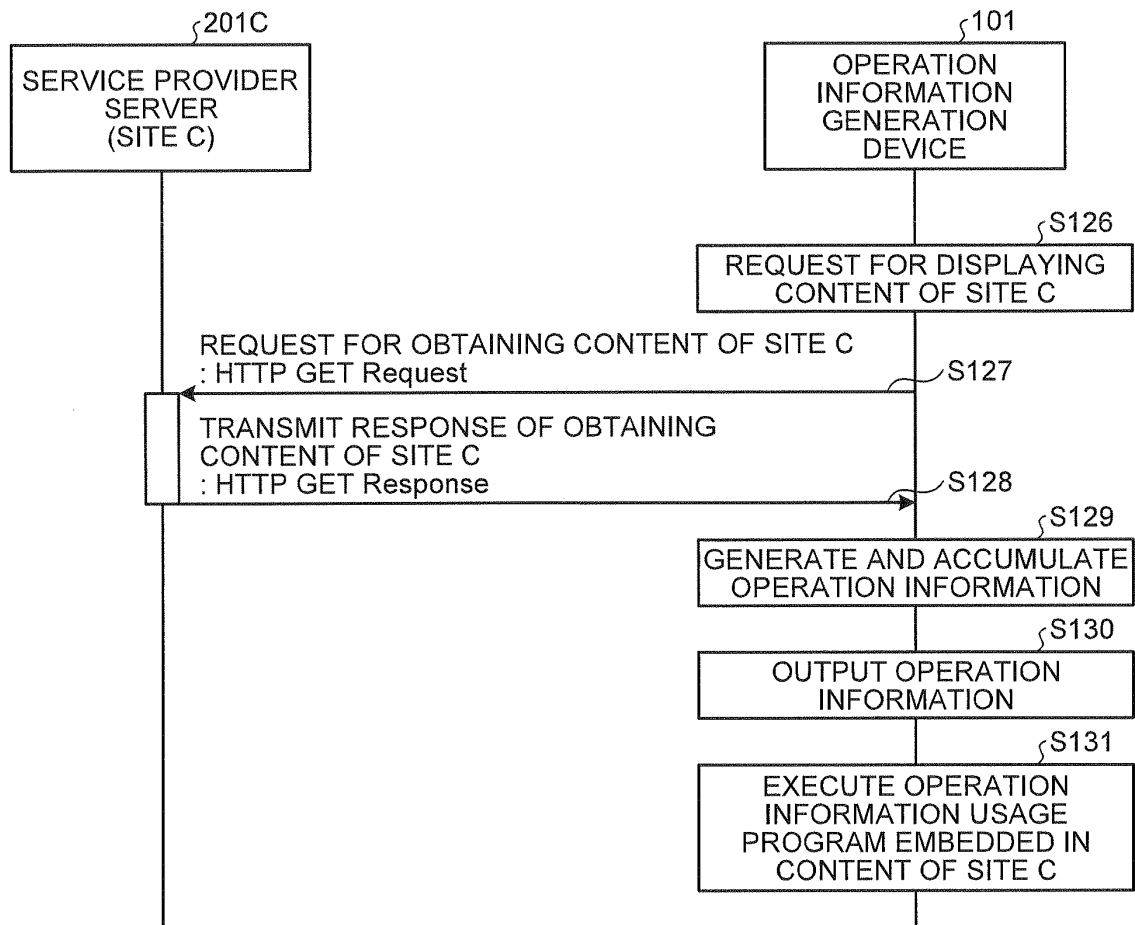 201C
SERVICE PROVIDER
SERVER
(SITE C)
101
OPERATION
INFORMATION
GENERATION
DEVICE
S126
REQUEST FOR DISPLAYING
CONTENT OF SITE C
REQUEST FOR OBTAINING CONTENT OF SITE C
: HTTP GET Request
S127
TRANSMIT RESPONSE OF OBTAINING
CONTENT OF SITE C
: HTTP GET Response
S128
S129
GENERATE AND ACCUMULATE
OPERATION INFORMATION
S130
OUTPUT OPERATION
INFORMATION
S131
EXECUTE OPERATION
INFORMATION USAGE
PROGRAM EMBEDDED IN
CONTENT OF SITE C